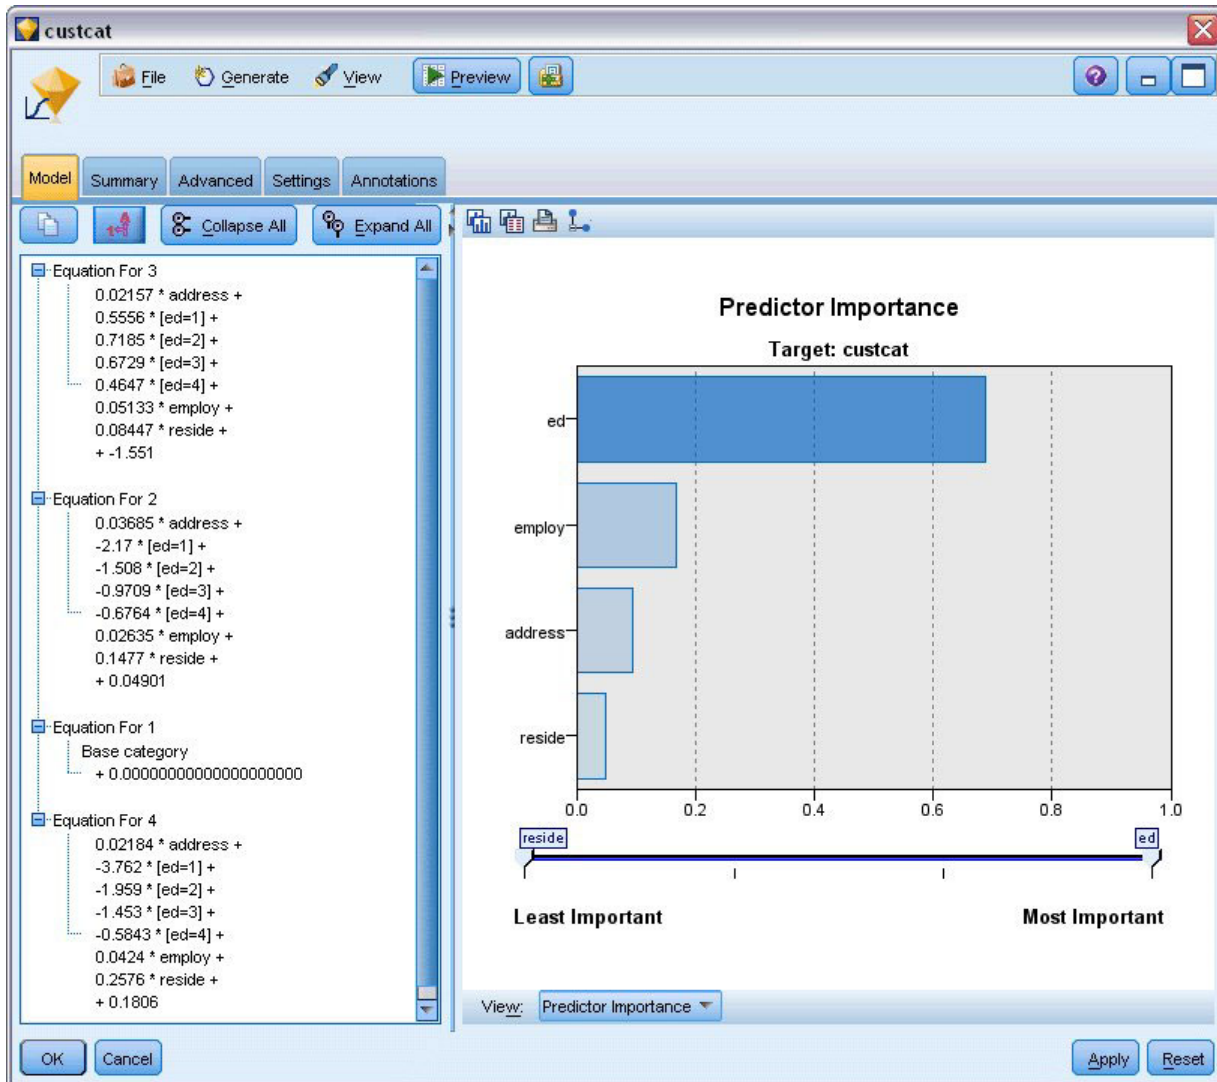 custcat
File Generate View Preview
Model Summary Advanced Settings Annotations
Collapse All Expand All
Equation For 3
0.02157 * address +
0.5556 * [ed=1] +
0.7185 * [ed=2] +
0.6729 * [ed=3] +
0.4647 * [ed=4] +
0.05133 * employ +
0.08447 * reside +
+ -1.551
Equation For 2
0.03685 * address +
-2.17 * [ed=1] +
-1.508 * [ed=2] +
-0.9709 * [ed=3] +
-0.6764 * [ed=4] +
0.02635 * employ +
0.1477 * reside +
+ 0.04901
Equation For 1
Base category
+ 0.00000000000000000000
Equation For 4
0.02184 * address +
-3.762 * [ed=1] +
-1.959 * [ed=2] +
-1.453 * [ed=3] +
-0.5843 * [ed=4] +
0.0424 * employ +
0.2576 * reside +
+ 0.1806
Predictor Importance
Target: custcat
ed
employ
address
reside
0.0 0.2 0.4 0.6 0.8 1.0
reside ed
Least Important Most Important
View: Predictor Importance
OK Cancel Apply Reset